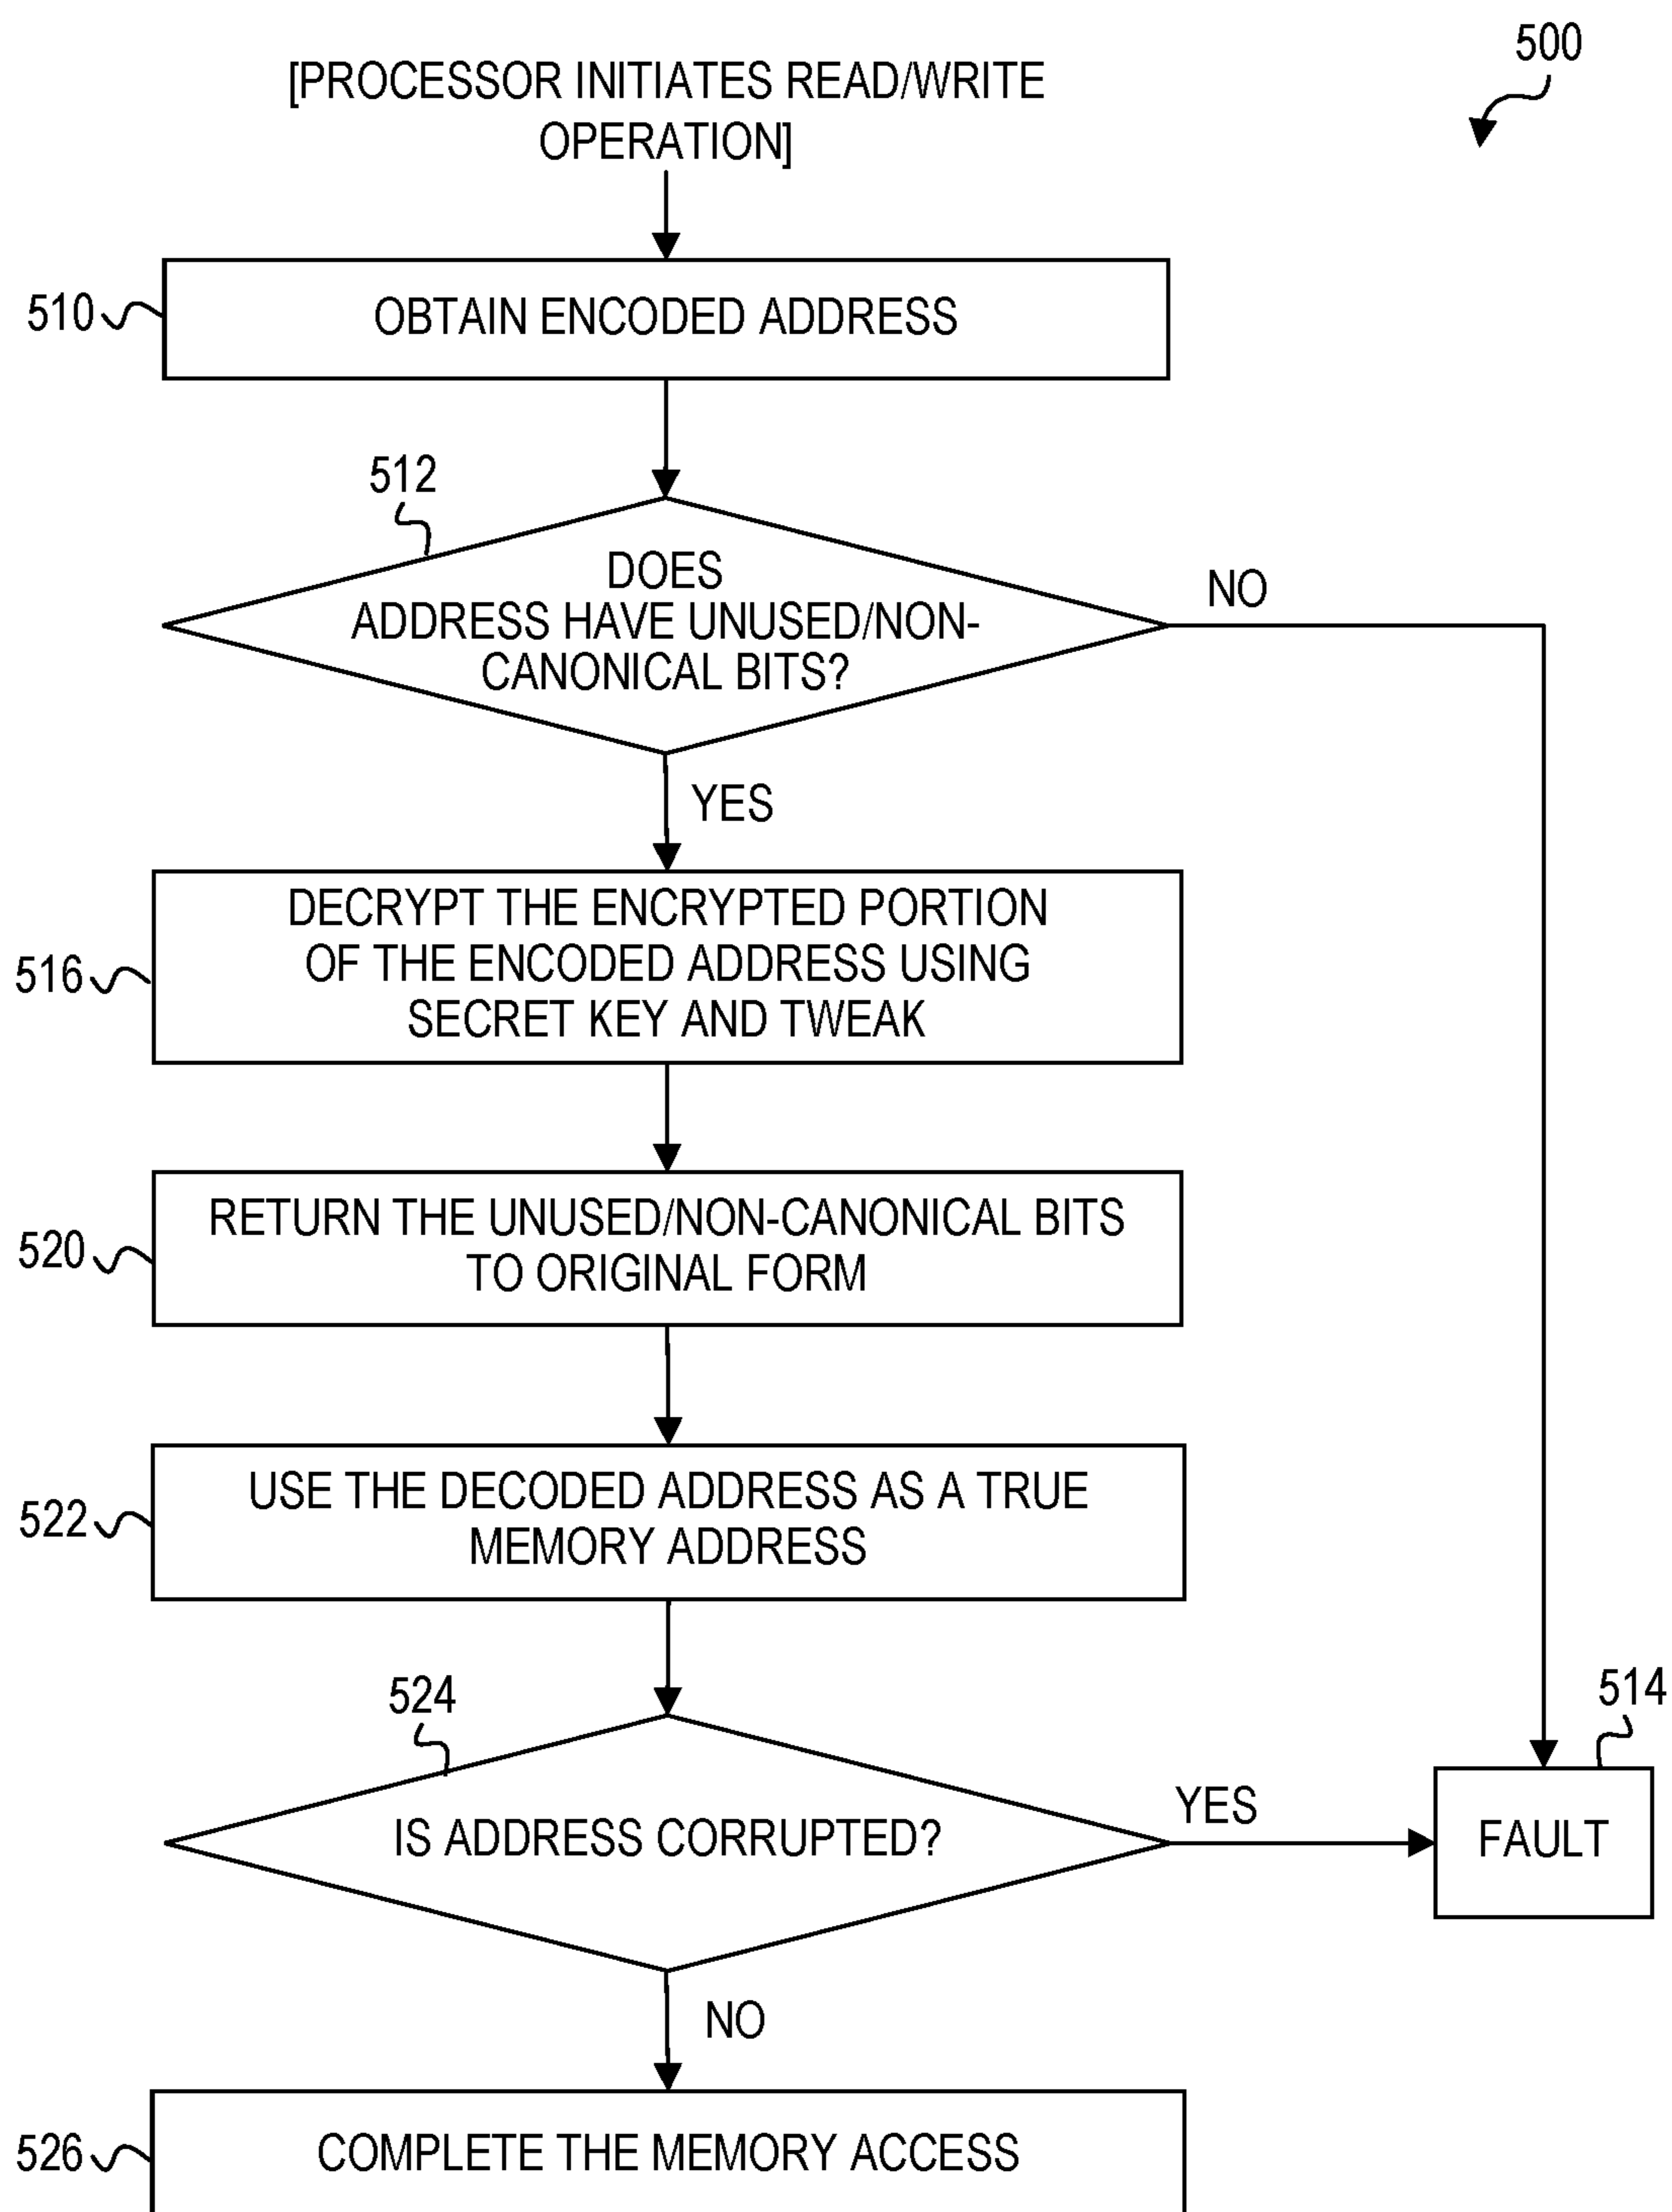 500
[PROCESSOR INITIATES READ/WRITE
OPERATION]
510
OBTAIN ENCODED ADDRESS
512
DOES
ADDRESS HAVE UNUSED/NON-
CANONICAL BITS?
NO
YES
516
DECRYPT THE ENCRYPTED PORTION
OF THE ENCODED ADDRESS USING
SECRET KEY AND TWEAK
520
RETURN THE UNUSED/NON-CANONICAL BITS
TO ORIGINAL FORM
522
USE THE DECODED ADDRESS AS A TRUE
MEMORY ADDRESS
524
IS ADDRESS CORRUPTED?
YES
514
FAULT
NO
526
COMPLETE THE MEMORY ACCESS